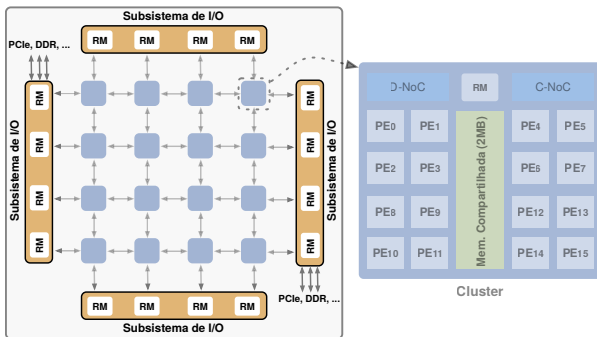 Subsistema de I/O
RM RM RM RM
PCIe, DDR, ...
Subsistema de I/O
RM
RM
RM
RM
Subsistema de I/O
RM
RM
RM
RM
PCIe, DDR, ...
RM RM RM RM
Subsistema de I/O
D-NoC RM C-NoC
PE0 PE1 PE4 PE5
PE2 PE3 PE6 PE7
PE8 PE9 PE12 PE13
PE10 PE11 PE14 PE15
Mem. Compartilhada (2MB)
Cluster